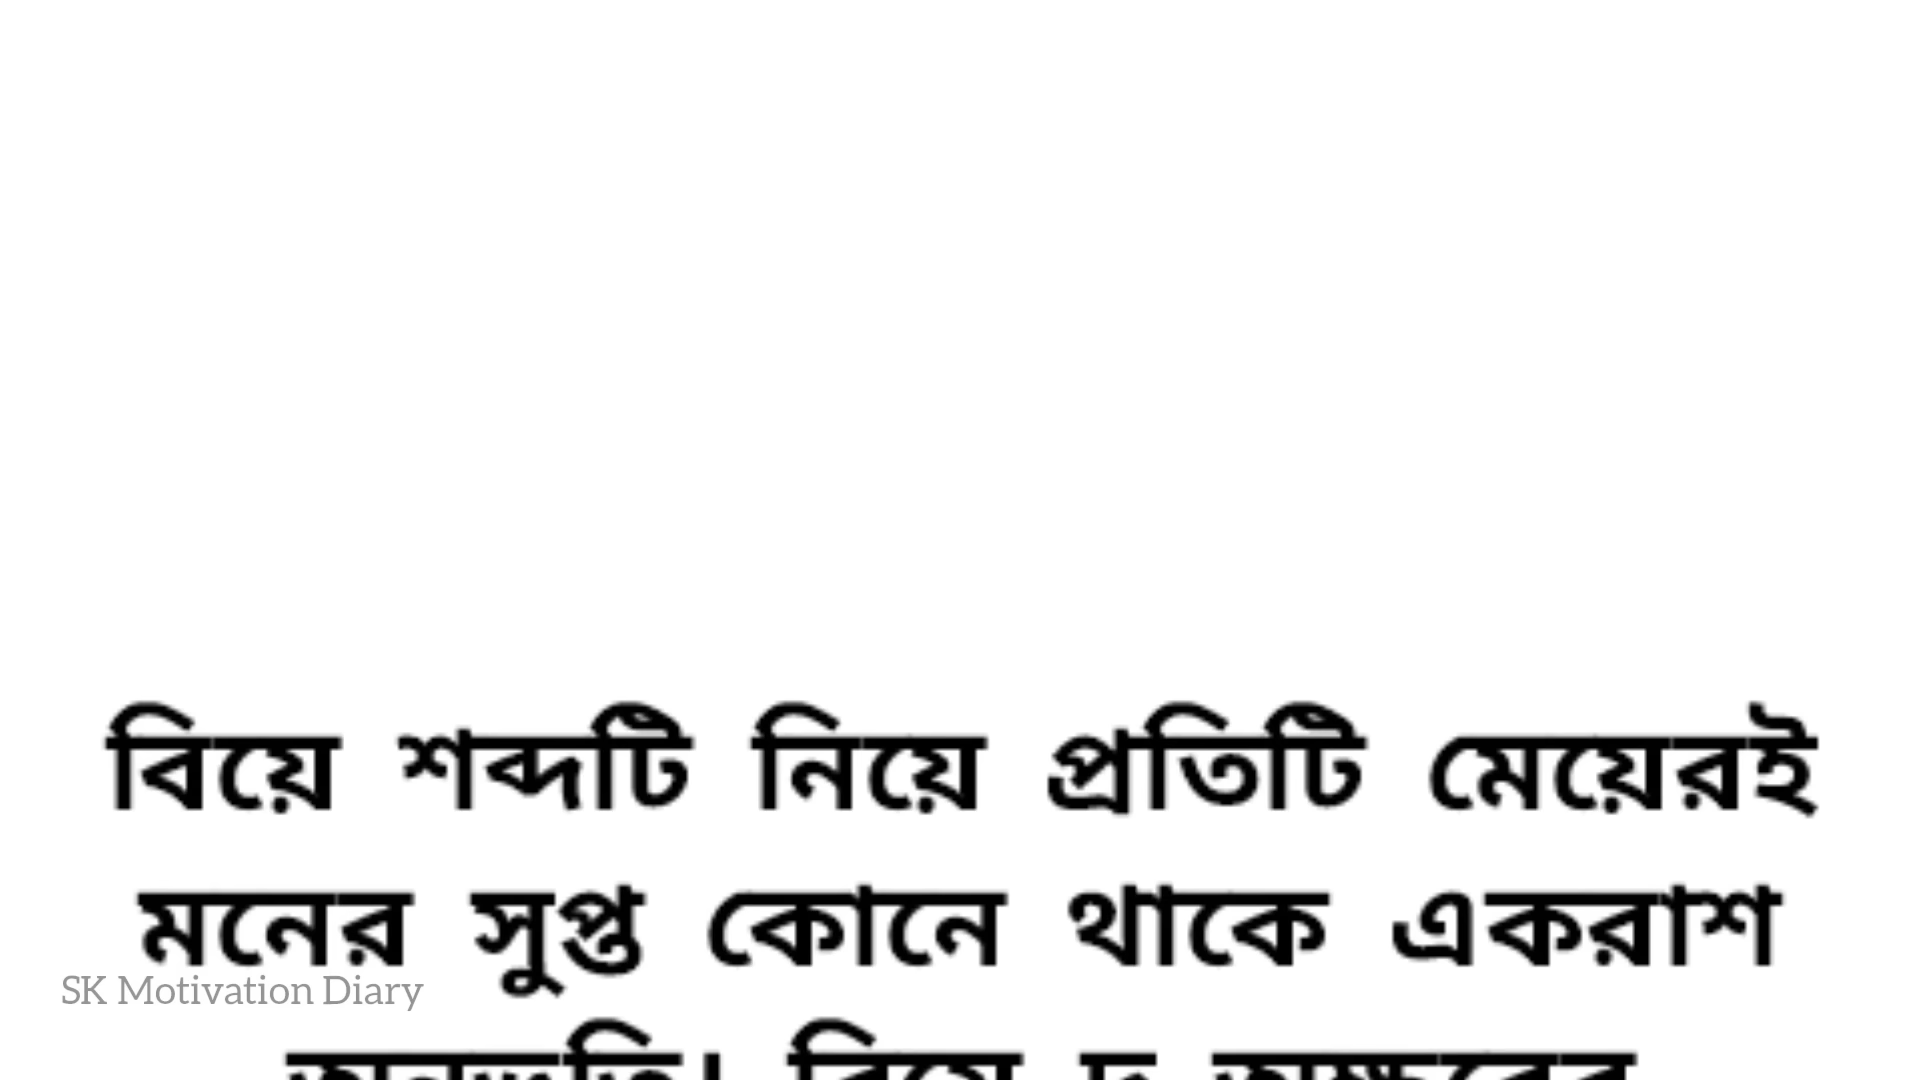 বিয়ে শব্দটি নিয়ে প্রতিটি মেয়েরই
মনের সুপ্ত কোনে থাকে একরাশ
SK Motivation Diary